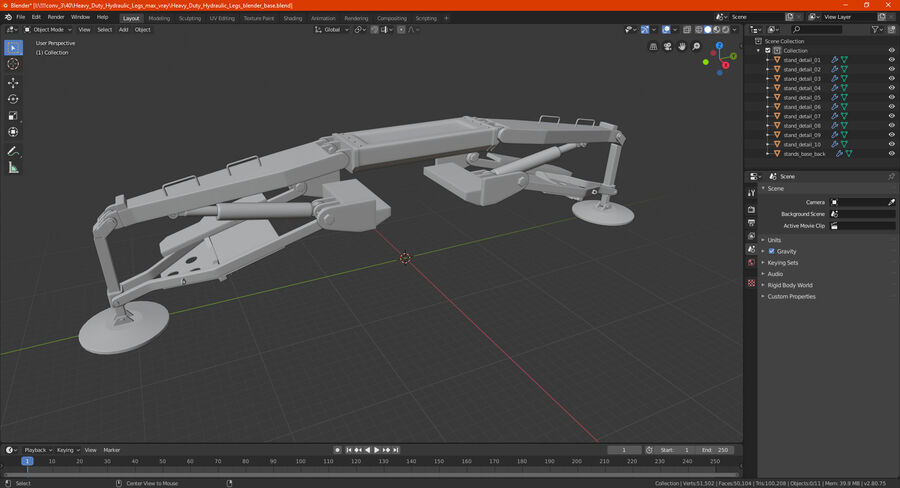 Blender* [\\!!!conv_3\40\Heavy_Duty_Hydraulic_Legs_max_vray\Heavy_Duty_Hydraulic_Legs_blender_base.blend]
File Edit Render Window Help Layout Modeling Sculpting UV Editing Texture Paint Shading Animation Rendering Compositing Scripting + Scene View Layer
Object Mode View Select Add Object Global
User Perspective
(1) Collection
Z
Y
X
Scene Collection
Collection
stand_detail_01
stand_detail_02
stand_detail_03
stand_detail_04
stand_detail_05
stand_detail_06
stand_detail_07
stand_detail_08
stand_detail_09
stand_detail_10
stands_base_back
Scene
Scene
Camera
Background Scene
Active Movie Clip
Units
Gravity
Keying Sets
Audio
Rigid Body World
Custom Properties
Playback Keying View Marker 1 Start: 1 End: 250
1 10 20 30 40 50 60 70 80 90 100 110 120 130 140 150 160 170 180 190 200 210 220 230 240 250
Select Center View to Mouse Collection | Verts:51,502 | Faces:50,104 | Tris:100,208 | Objects:0/11 | Mem: 39.9 MB | v2.80.75